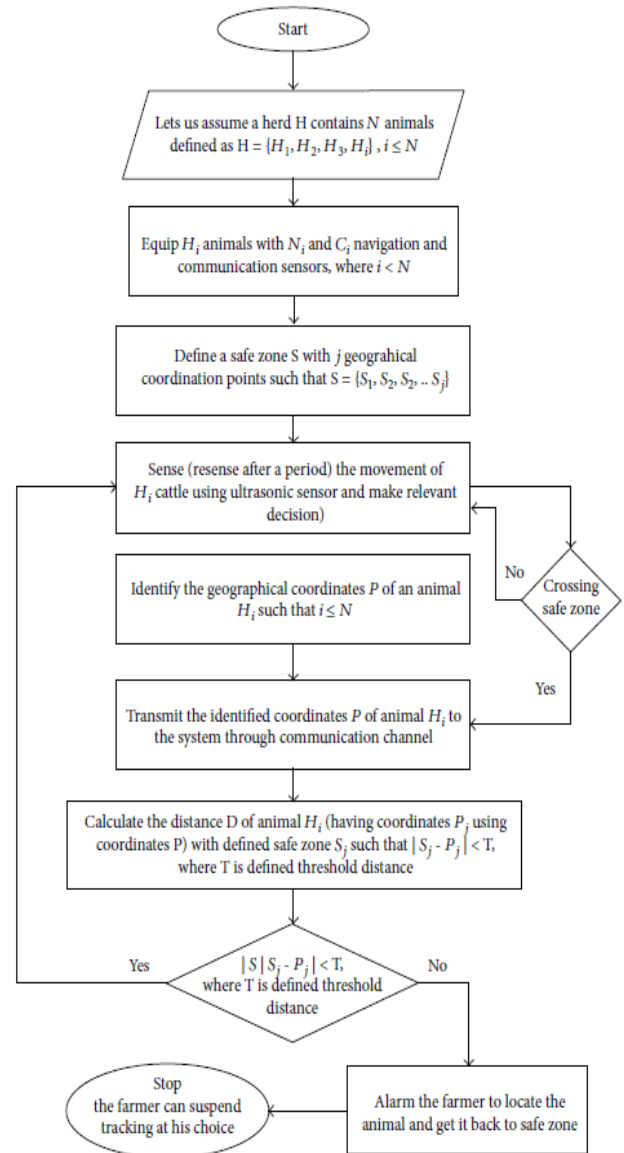 Start
Lets us assume a herd H contains N animals
defined as H = {H₁, H₂, H₃, Hᵢ} , i ≤ N
Equip Hᵢ animals with Nᵢ and Cᵢ navigation and
communication sensors, where i < N
Define a safe zone S with j geograhical
coordination points such that S = {S₁, S₂, S₂, .. Sⱼ}
Sense (resense after a period) the movement of
Hᵢ cattle using ultrasonic sensor and make relevant
decision)
No
Crossing
safe zone
Identify the geographical coordinates P of an animal
Hᵢ such that i ≤ N
Yes
Transmit the identified coordinates P of animal Hᵢ to
the system through communication channel
Calculate the distance D of animal Hᵢ (having coordinates Pⱼ using
coordinates P) with defined safe zone Sⱼ such that | Sⱼ - Pⱼ | < T,
where T is defined threshold distance
Yes
| S | Sⱼ - Pⱼ | < T,
where T is defined threshold
distance
No
Stop
the farmer can suspend
tracking at his choice
Alarm the farmer to locate the
animal and get it back to safe zone